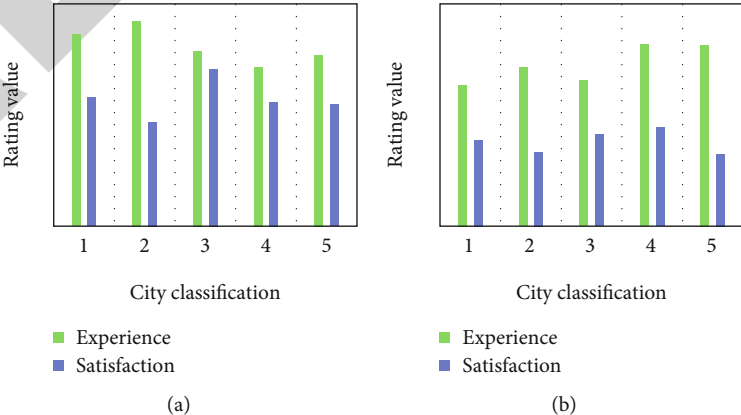 Rating value
1 2 3 4 5
City classification
Experience
Satisfaction
(a)
Rating value
1 2 3 4 5
City classification
Experience
Satisfaction
(b)